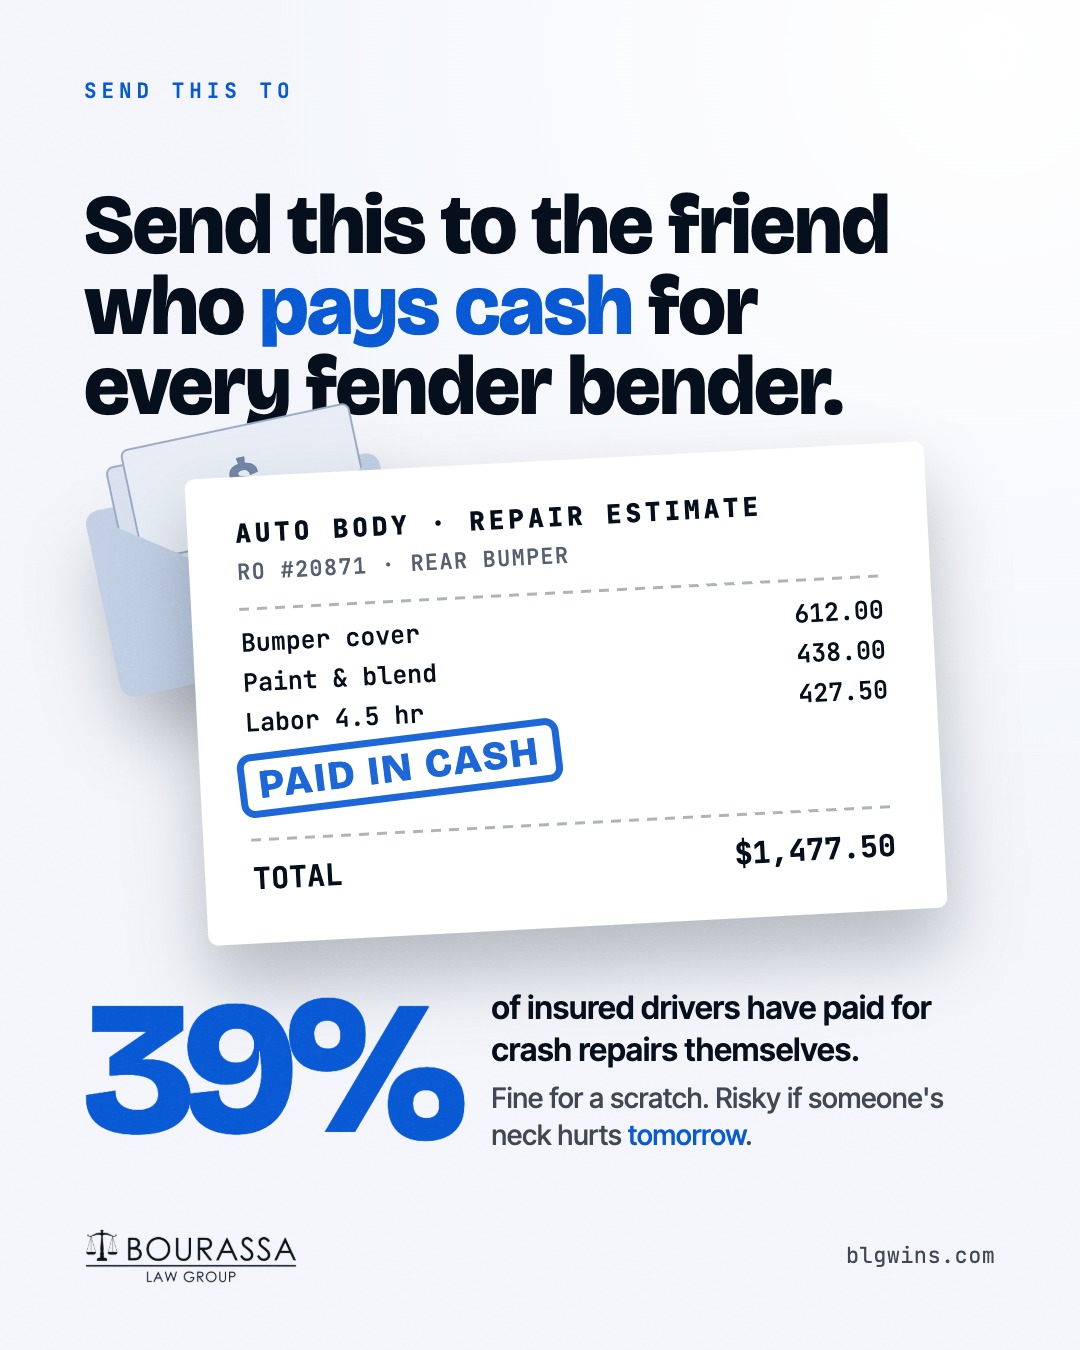 SEND THIS TO
Send this to the friend
who pays cash for
every fender bender.
$
AUTO BODY · REPAIR ESTIMATE
RO #20871 · REAR BUMPER
Bumper cover 612.00
Paint & blend 438.00
Labor 4.5 hr 427.50
PAID IN CASH
TOTAL $1,477.50
39%
of insured drivers have paid for
crash repairs themselves.
Fine for a scratch. Risky if someone's
neck hurts tomorrow.
BOURASSA
LAW GROUP
blgwins.com